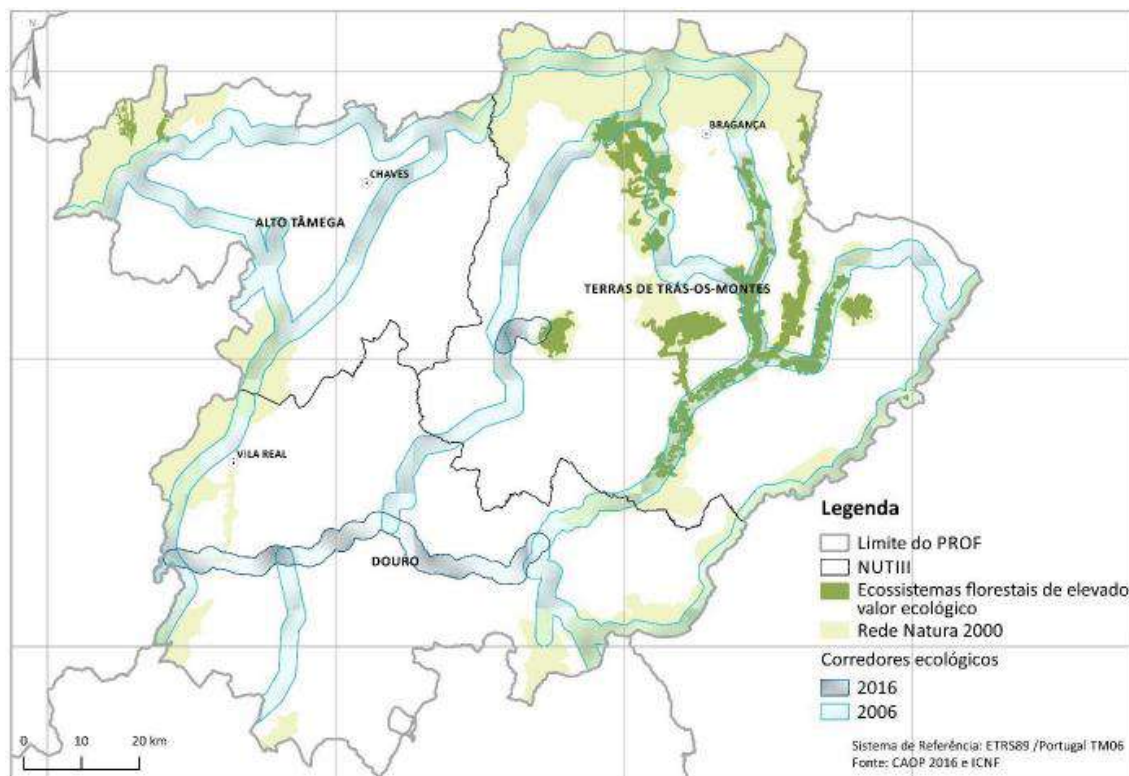 N
BRAGANÇA
CHAVES
ALTO TÂMEGA
TERRAS DE TRÁS-OS-MONTES
VILA REAL
DOURO
Legenda
Limite do PROF
NUTIII
Ecossistemas florestais de elevado
valor ecológico
Rede Natura 2000
Corredores ecológicos
2016
2006
0 10 20 km
Sistema de Referência: ETRS89 /Portugal TM06
Fonte: CAOP 2016 e ICNF